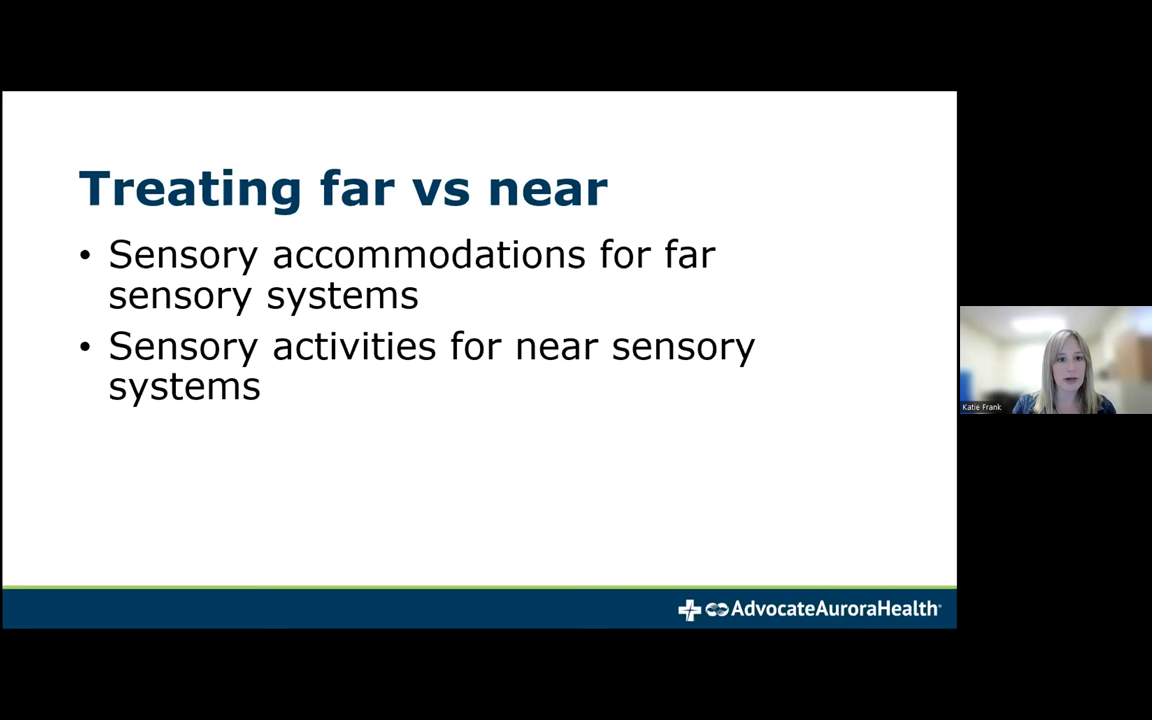 Treating far vs near
• Sensory accommodations for far
sensory systems
• Sensory activities for near sensory
systems
Katie Frank
AdvocateAuroraHealth®